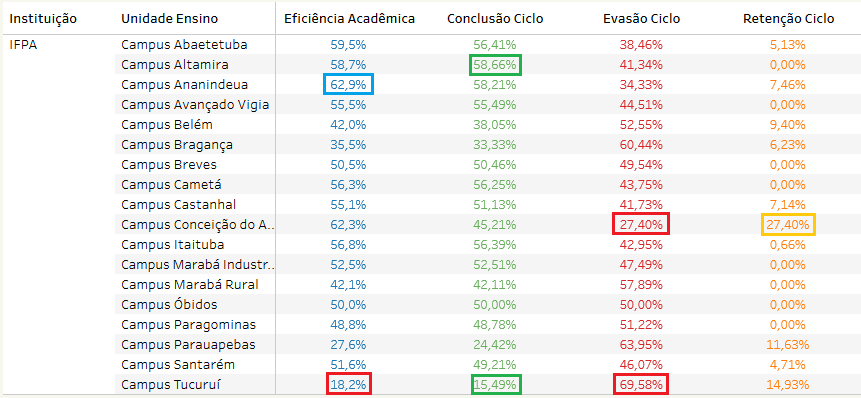 Instituição Unidade Ensino Eficiência Acadêmica Conclusão Ciclo Evasão Ciclo Retenção Ciclo
IFPA Campus Abaetetuba 59,5% 56,41% 38,46% 5,13%
Campus Altamira 58,7% 58,66% 41,34% 0,00%
Campus Ananindeua 62,9% 58,21% 34,33% 7,46%
Campus Avançado Vigia 55,5% 55,49% 44,51% 0,00%
Campus Belém 42,0% 38,05% 52,55% 9,40%
Campus Bragança 35,5% 33,33% 60,44% 6,23%
Campus Breves 50,5% 50,46% 49,54% 0,00%
Campus Cametá 56,3% 56,25% 43,75% 0,00%
Campus Castanhal 55,1% 51,13% 41,73% 7,14%
Campus Conceição do A.. 62,3% 45,21% 27,40% 27,40%
Campus Itaituba 56,8% 56,39% 42,95% 0,66%
Campus Marabá Industr.. 52,5% 52,51% 47,49% 0,00%
Campus Marabá Rural 42,1% 42,11% 57,89% 0,00%
Campus Óbidos 50,0% 50,00% 50,00% 0,00%
Campus Paragominas 48,8% 48,78% 51,22% 0,00%
Campus Parauapebas 27,6% 24,42% 63,95% 11,63%
Campus Santarém 51,6% 49,21% 46,07% 4,71%
Campus Tucuruí 18,2% 15,49% 69,58% 14,93%